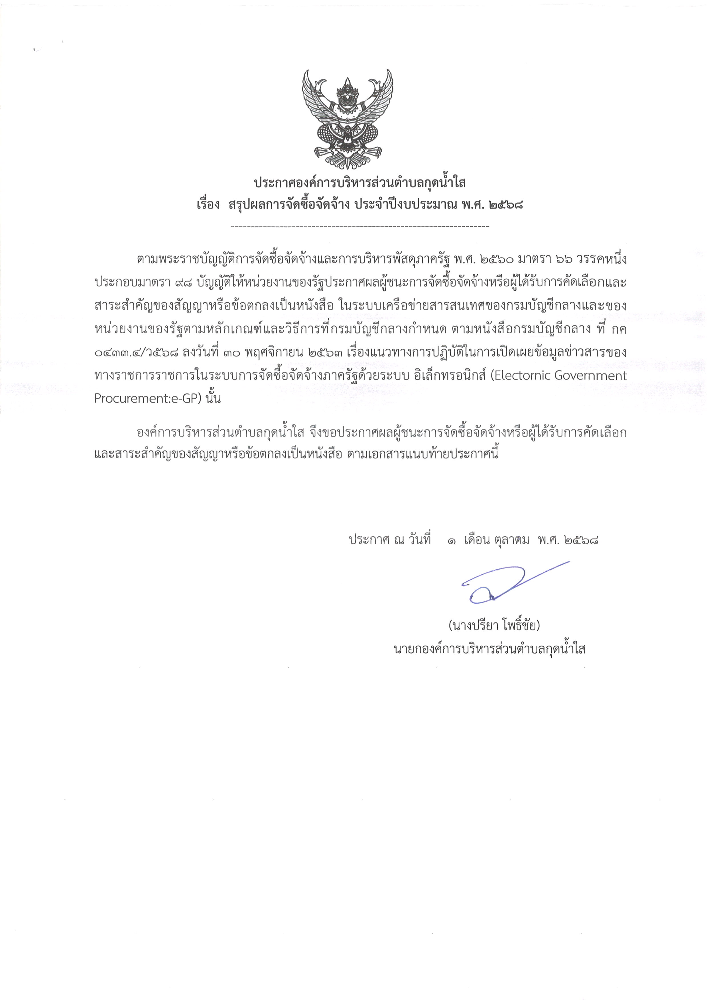 ประกาศองค์การบริหารส่วนตำบลกุดน้ำใส
เรื่อง สรุปผลการจัดซื้อจัดจ้าง ประจำปีงบประมาณ พ.ศ. ๒๕๖๘
----------------------------------------------------------------
ตามพระราชบัญญัติการจัดซื้อจัดจ้างและการบริหารพัสดุภาครัฐ พ.ศ. ๒๕๖๐ มาตรา ๖๖ วรรคหนึ่ง
ประกอบมาตรา ๙๘ บัญญัติให้หน่วยงานของรัฐประกาศผลผู้ชนะการจัดซื้อจัดจ้างหรือผู้ได้รับการคัดเลือกและ
สาระสำคัญของสัญญาหรือข้อตกลงเป็นหนังสือ ในระบบเครือข่ายสารสนเทศของกรมบัญชีกลางและของ
หน่วยงานของรัฐตามหลักเกณฑ์และวิธีการที่กรมบัญชีกลางกำหนด ตามหนังสือกรมบัญชีกลาง ที่ กค
๐๔๓๓.๔/ว๕๖๘ ลงวันที่ ๓๐ พฤศจิกายน ๒๕๖๓ เรื่องแนวทางการปฏิบัติในการเปิดเผยข้อมูลข่าวสารของ
ทางราชการราชการในระบบการจัดซื้อจัดจ้างภาครัฐด้วยระบบ อิเล็กทรอนิกส์ (Electornic Government
Procurement:e-GP) นั้น
องค์การบริหารส่วนตำบลกุดน้ำใส จึงขอประกาศผลผู้ชนะการจัดซื้อจัดจ้างหรือผู้ได้รับการคัดเลือก
และสาระสำคัญของสัญญาหรือข้อตกลงเป็นหนังสือ ตามเอกสารแนบท้ายประกาศนี้
ประกาศ ณ วันที่ ๑ เดือน ตุลาคม พ.ศ. ๒๕๖๘
(นางปรียา โพธิ์ชัย)
นายกองค์การบริหารส่วนตำบลกุดน้ำใส